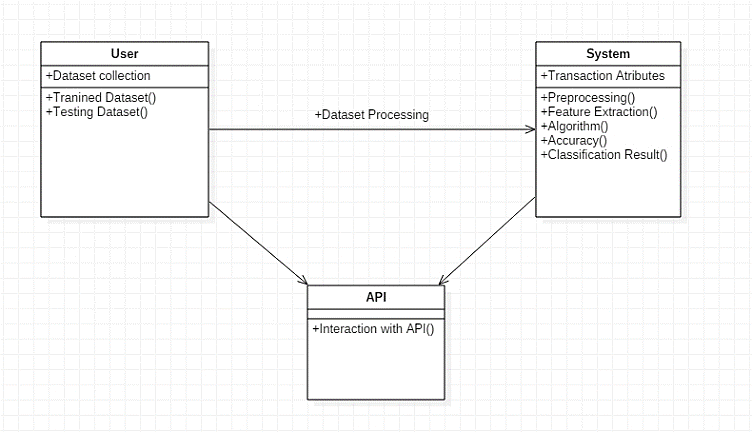 User
+Dataset collection
+Tranined Dataset()
+Testing Dataset()
+Dataset Processing
System
+Transaction Atributes
+Preprocessing()
+Feature Extraction()
+Algorithm()
+Accuracy()
+Classification Result()
API
+Interaction with API()